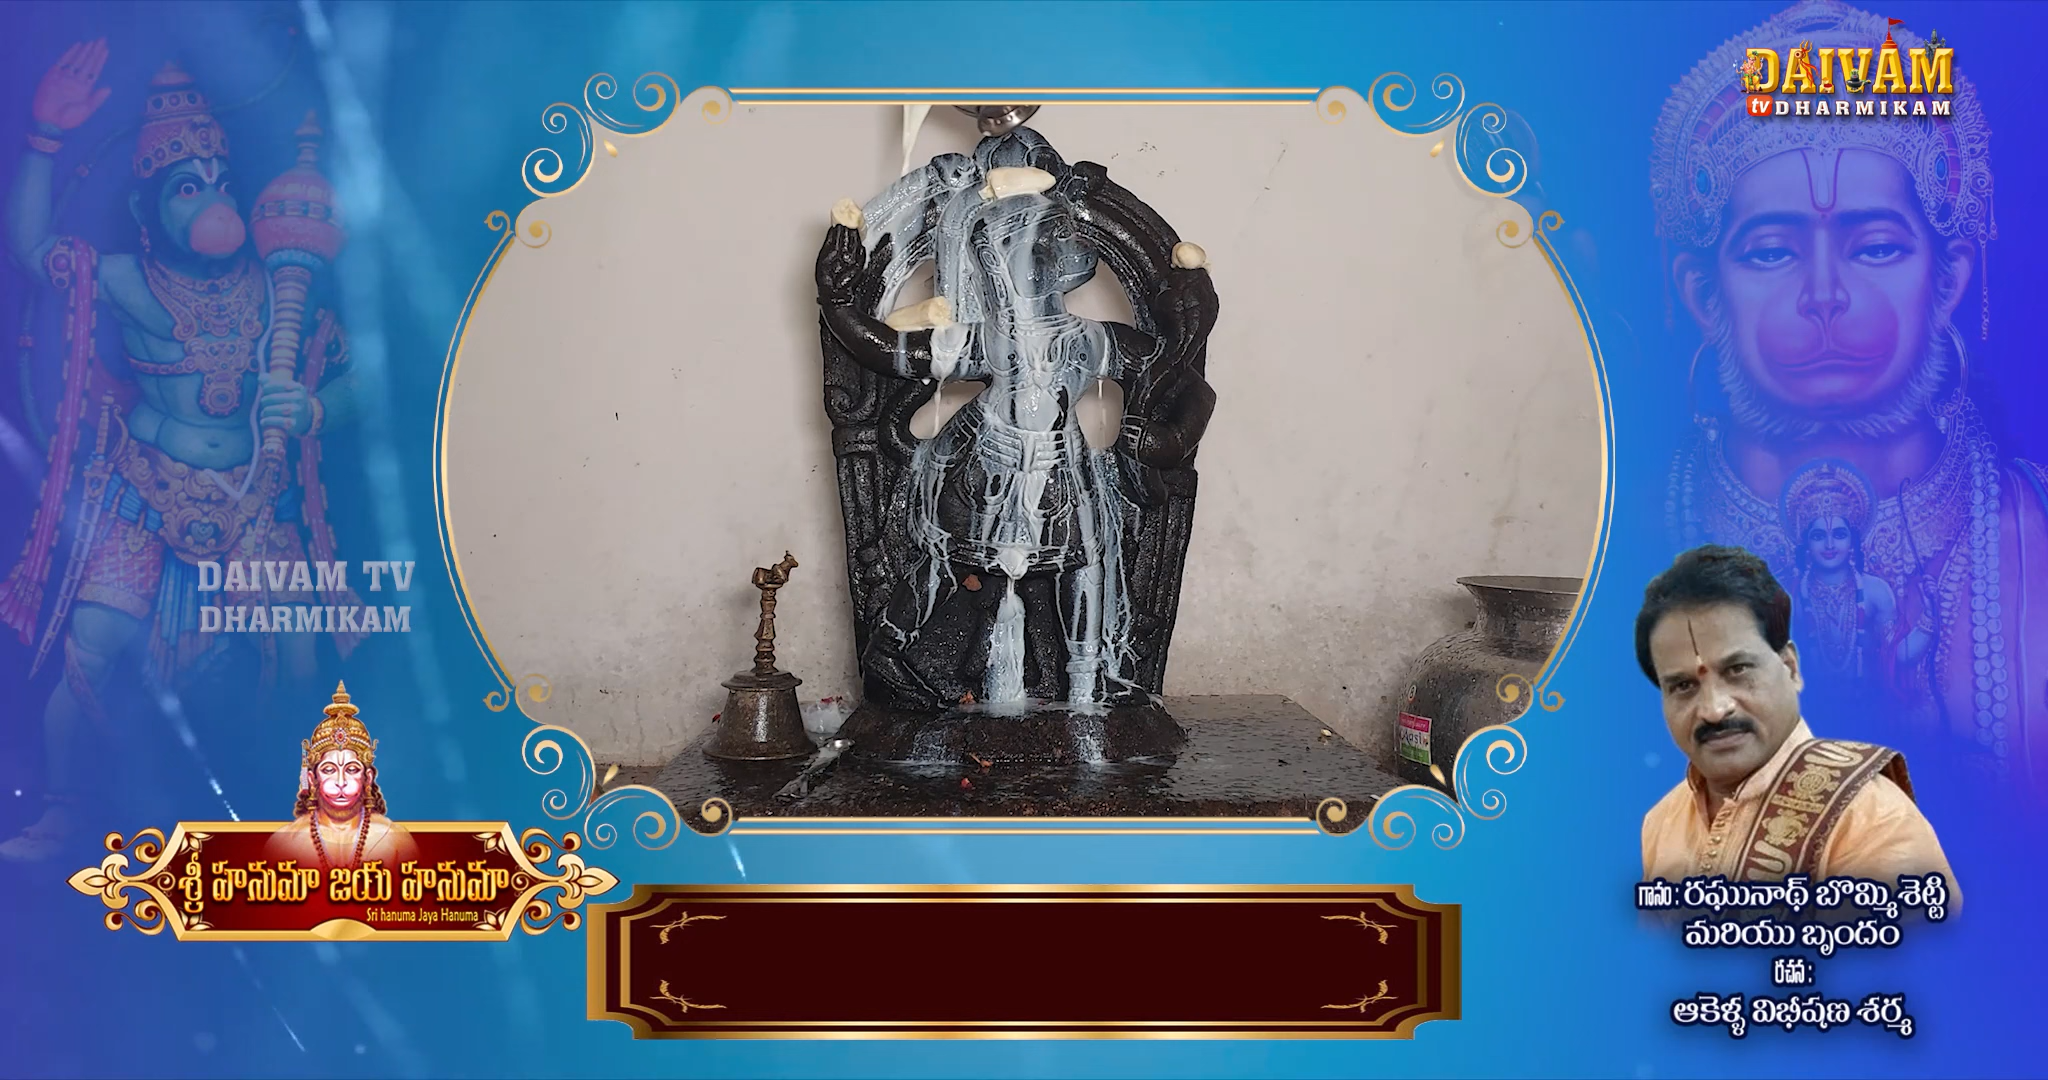 DAIVAM
tv DHARMIKAM
DAIVAM TV
DHARMIKAM
శ్రీ హనుమా జయ హనుమా
Sri hanuma Jaya Hanuma
గానం : రఘునాథ్ బొమ్మిశెట్టి
మరియు బృందం
రచన :
ఆకెళ్ళ విభీషణ శర్మ